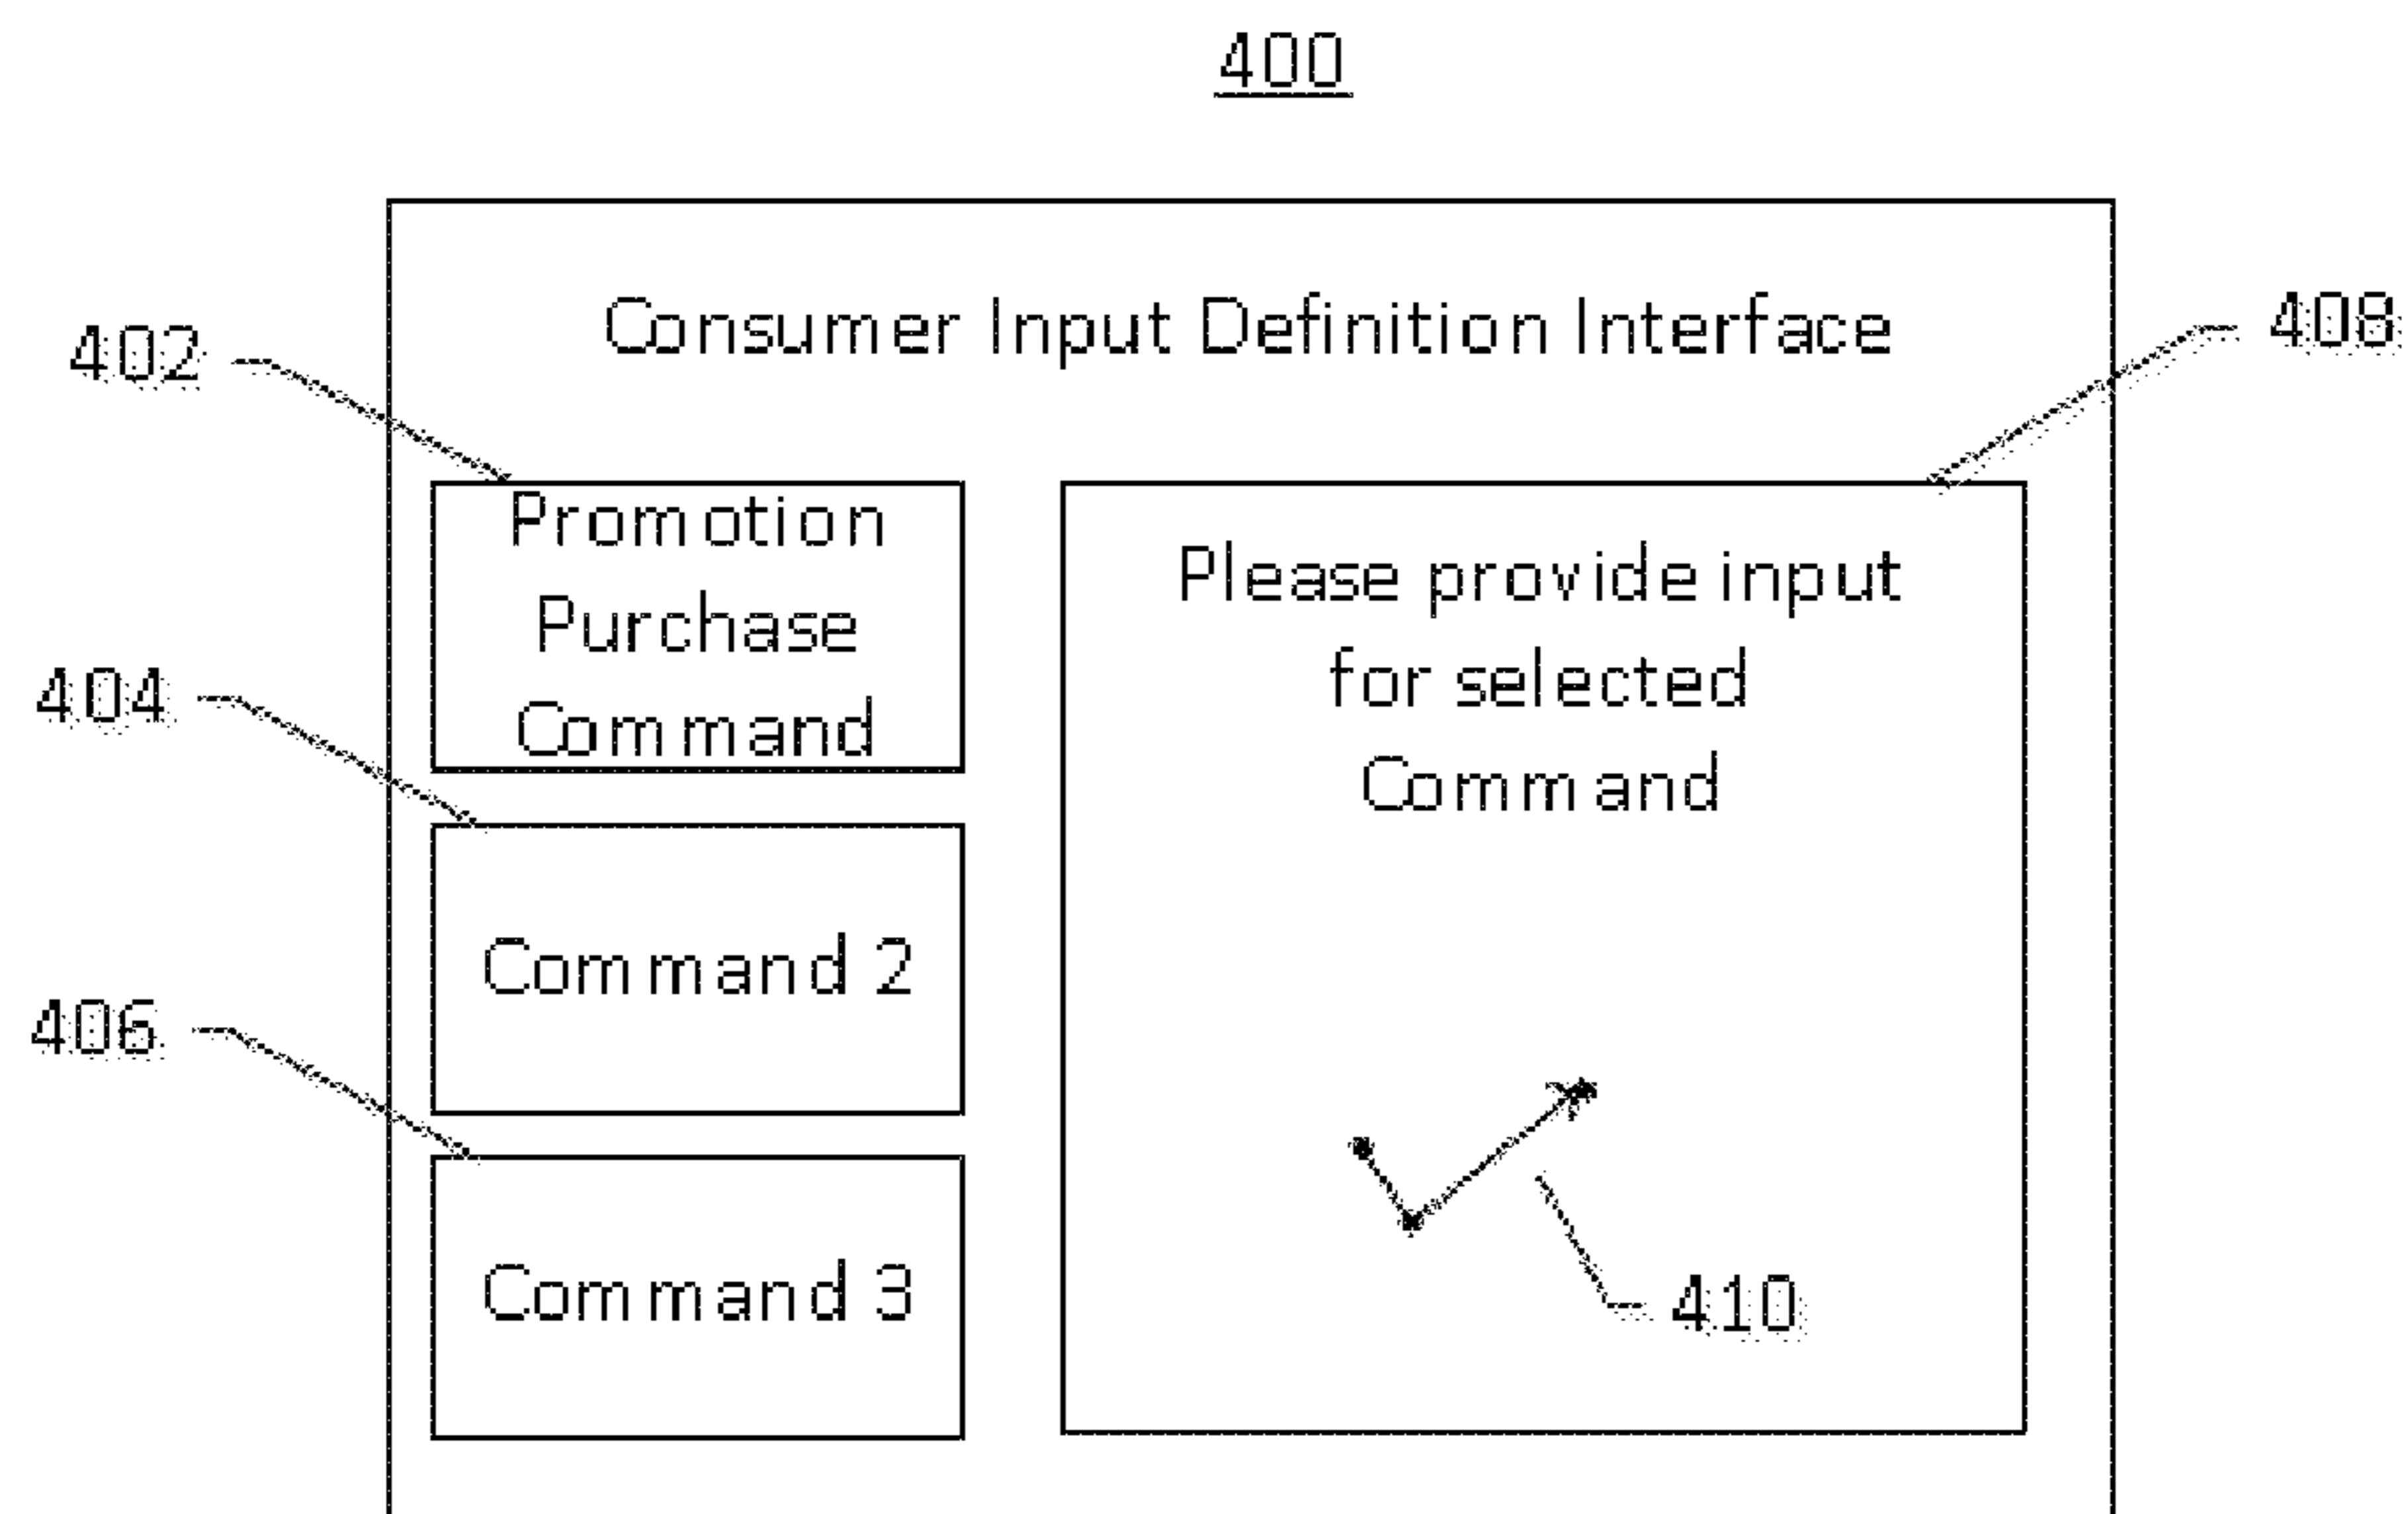 400
Consumer Input Definition Interface
402
408
Promotion
Purchase
Command
Please provide input
for selected
Command
404
Command 2
406
Command 3
410